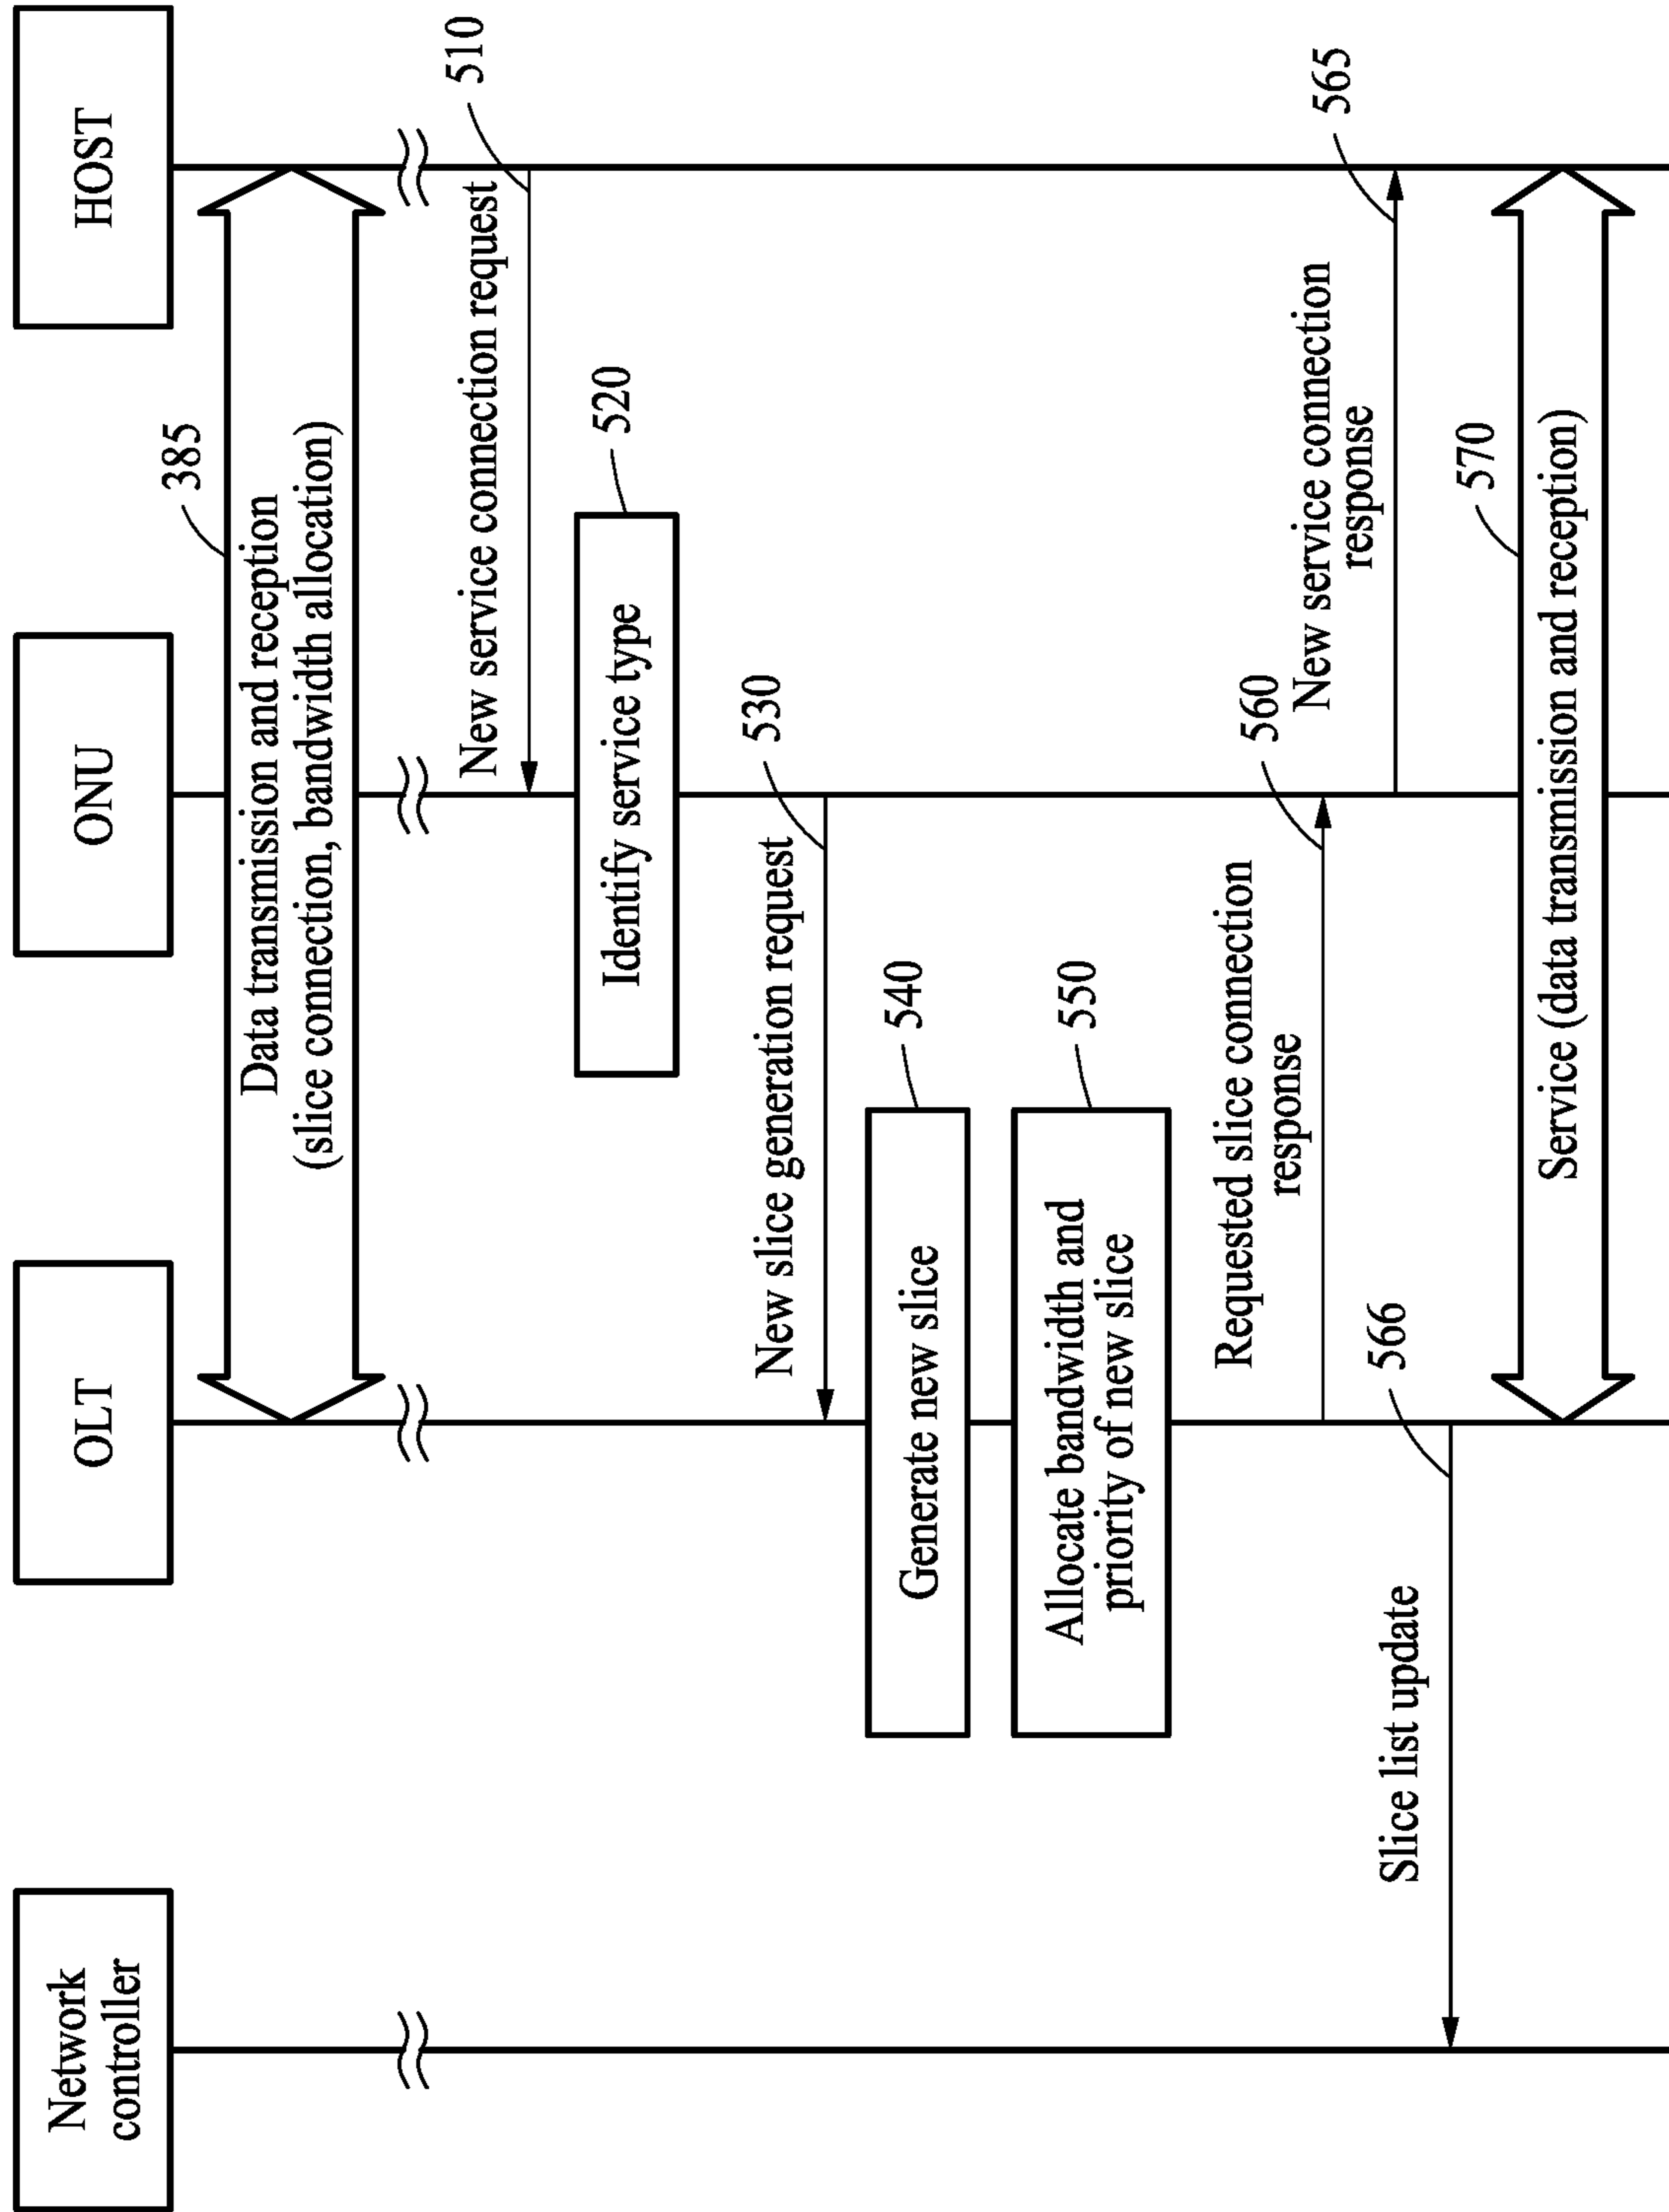 Network
controller
OLT
ONU
HOST
385
Data transmission and reception
(slice connection, bandwidth allocation)
510
New service connection request
520
Identify service type
530
New slice generation request
540
Generate new slice
550
Allocate bandwidth and
priority of new slice
560
Requested slice connection
response
565
New service connection
response
566
Slice list update
570
Service (data transmission and reception)